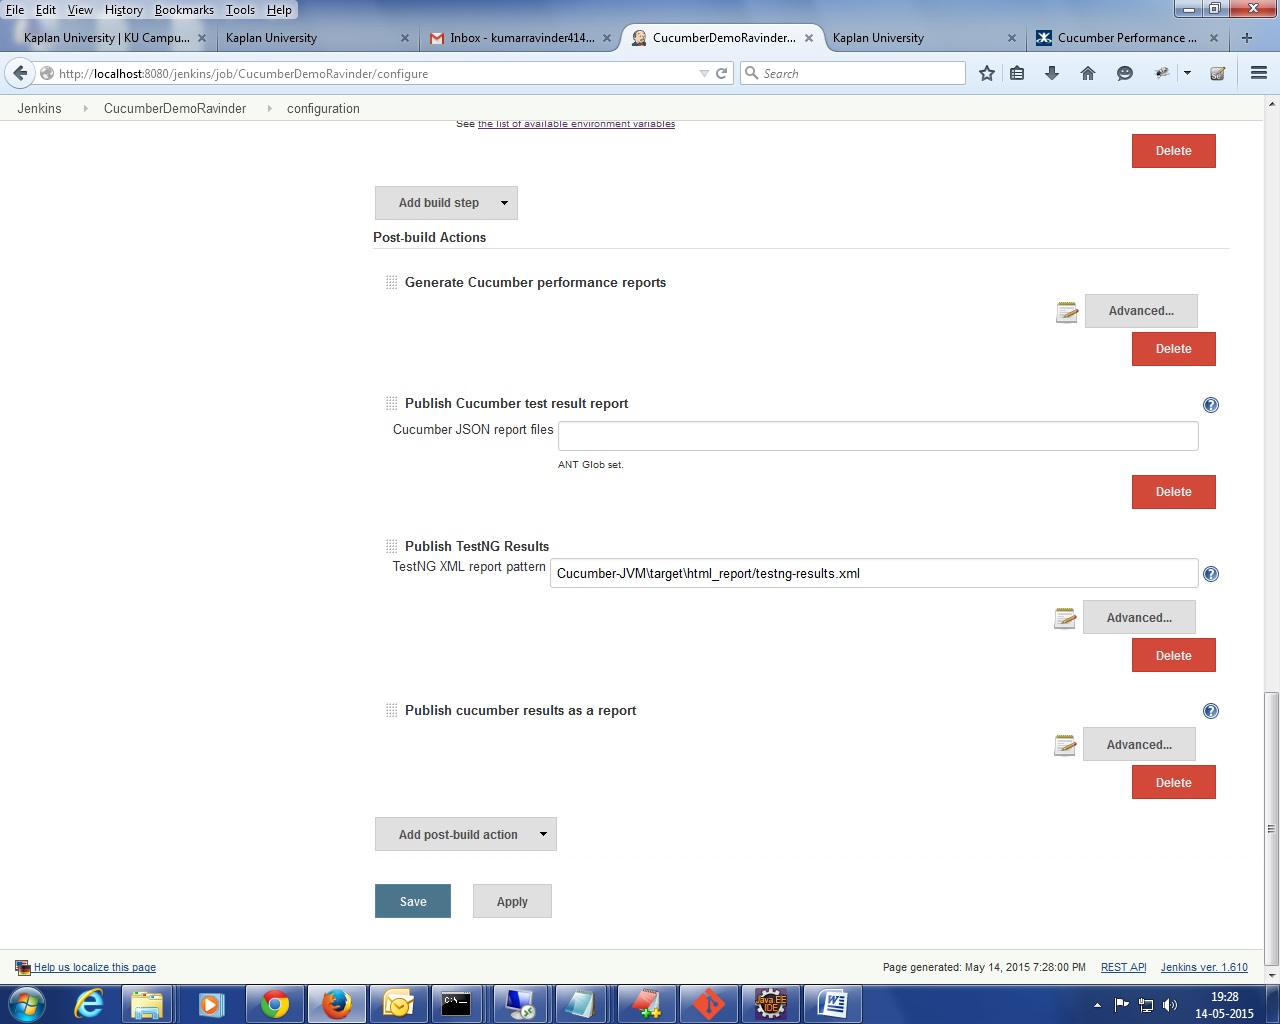 File Edit View History Bookmarks Tools Help
Kaplan University | KU Campu... Kaplan University Inbox - kumarravinder414... CucumberDemoRavinder... Kaplan University Cucumber Performance ...
http://localhost:8080/jenkins/job/CucumberDemoRavinder/configure Search
Jenkins CucumberDemoRavinder configuration
See the list of available environment variables
Delete
Add build step
Post-build Actions
Generate Cucumber performance reports
Advanced...
Delete
Publish Cucumber test result report
Cucumber JSON report files
ANT Glob set.
Delete
Publish TestNG Results
TestNG XML report pattern Cucumber-JVM\target\html_report/testng-results.xml
Advanced...
Delete
Publish cucumber results as a report
Advanced...
Delete
Add post-build action
Save Apply
Help us localize this page Page generated: May 14, 2015 7:28:00 PM REST API Jenkins ver. 1.610
Java EE
IDE
19:28
14-05-2015